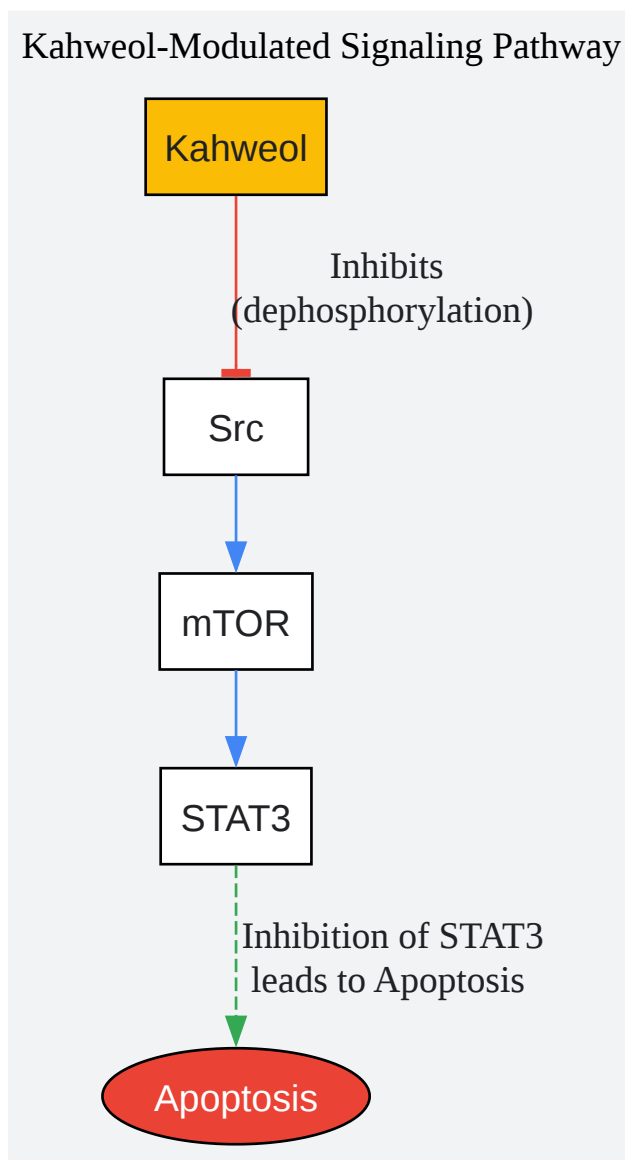 Kahweol-Modulated Signaling Pathway
Kahweol
Inhibits
(dephosphorylation)
Src
mTOR
STAT3
Inhibition of STAT3
leads to Apoptosis
Apoptosis